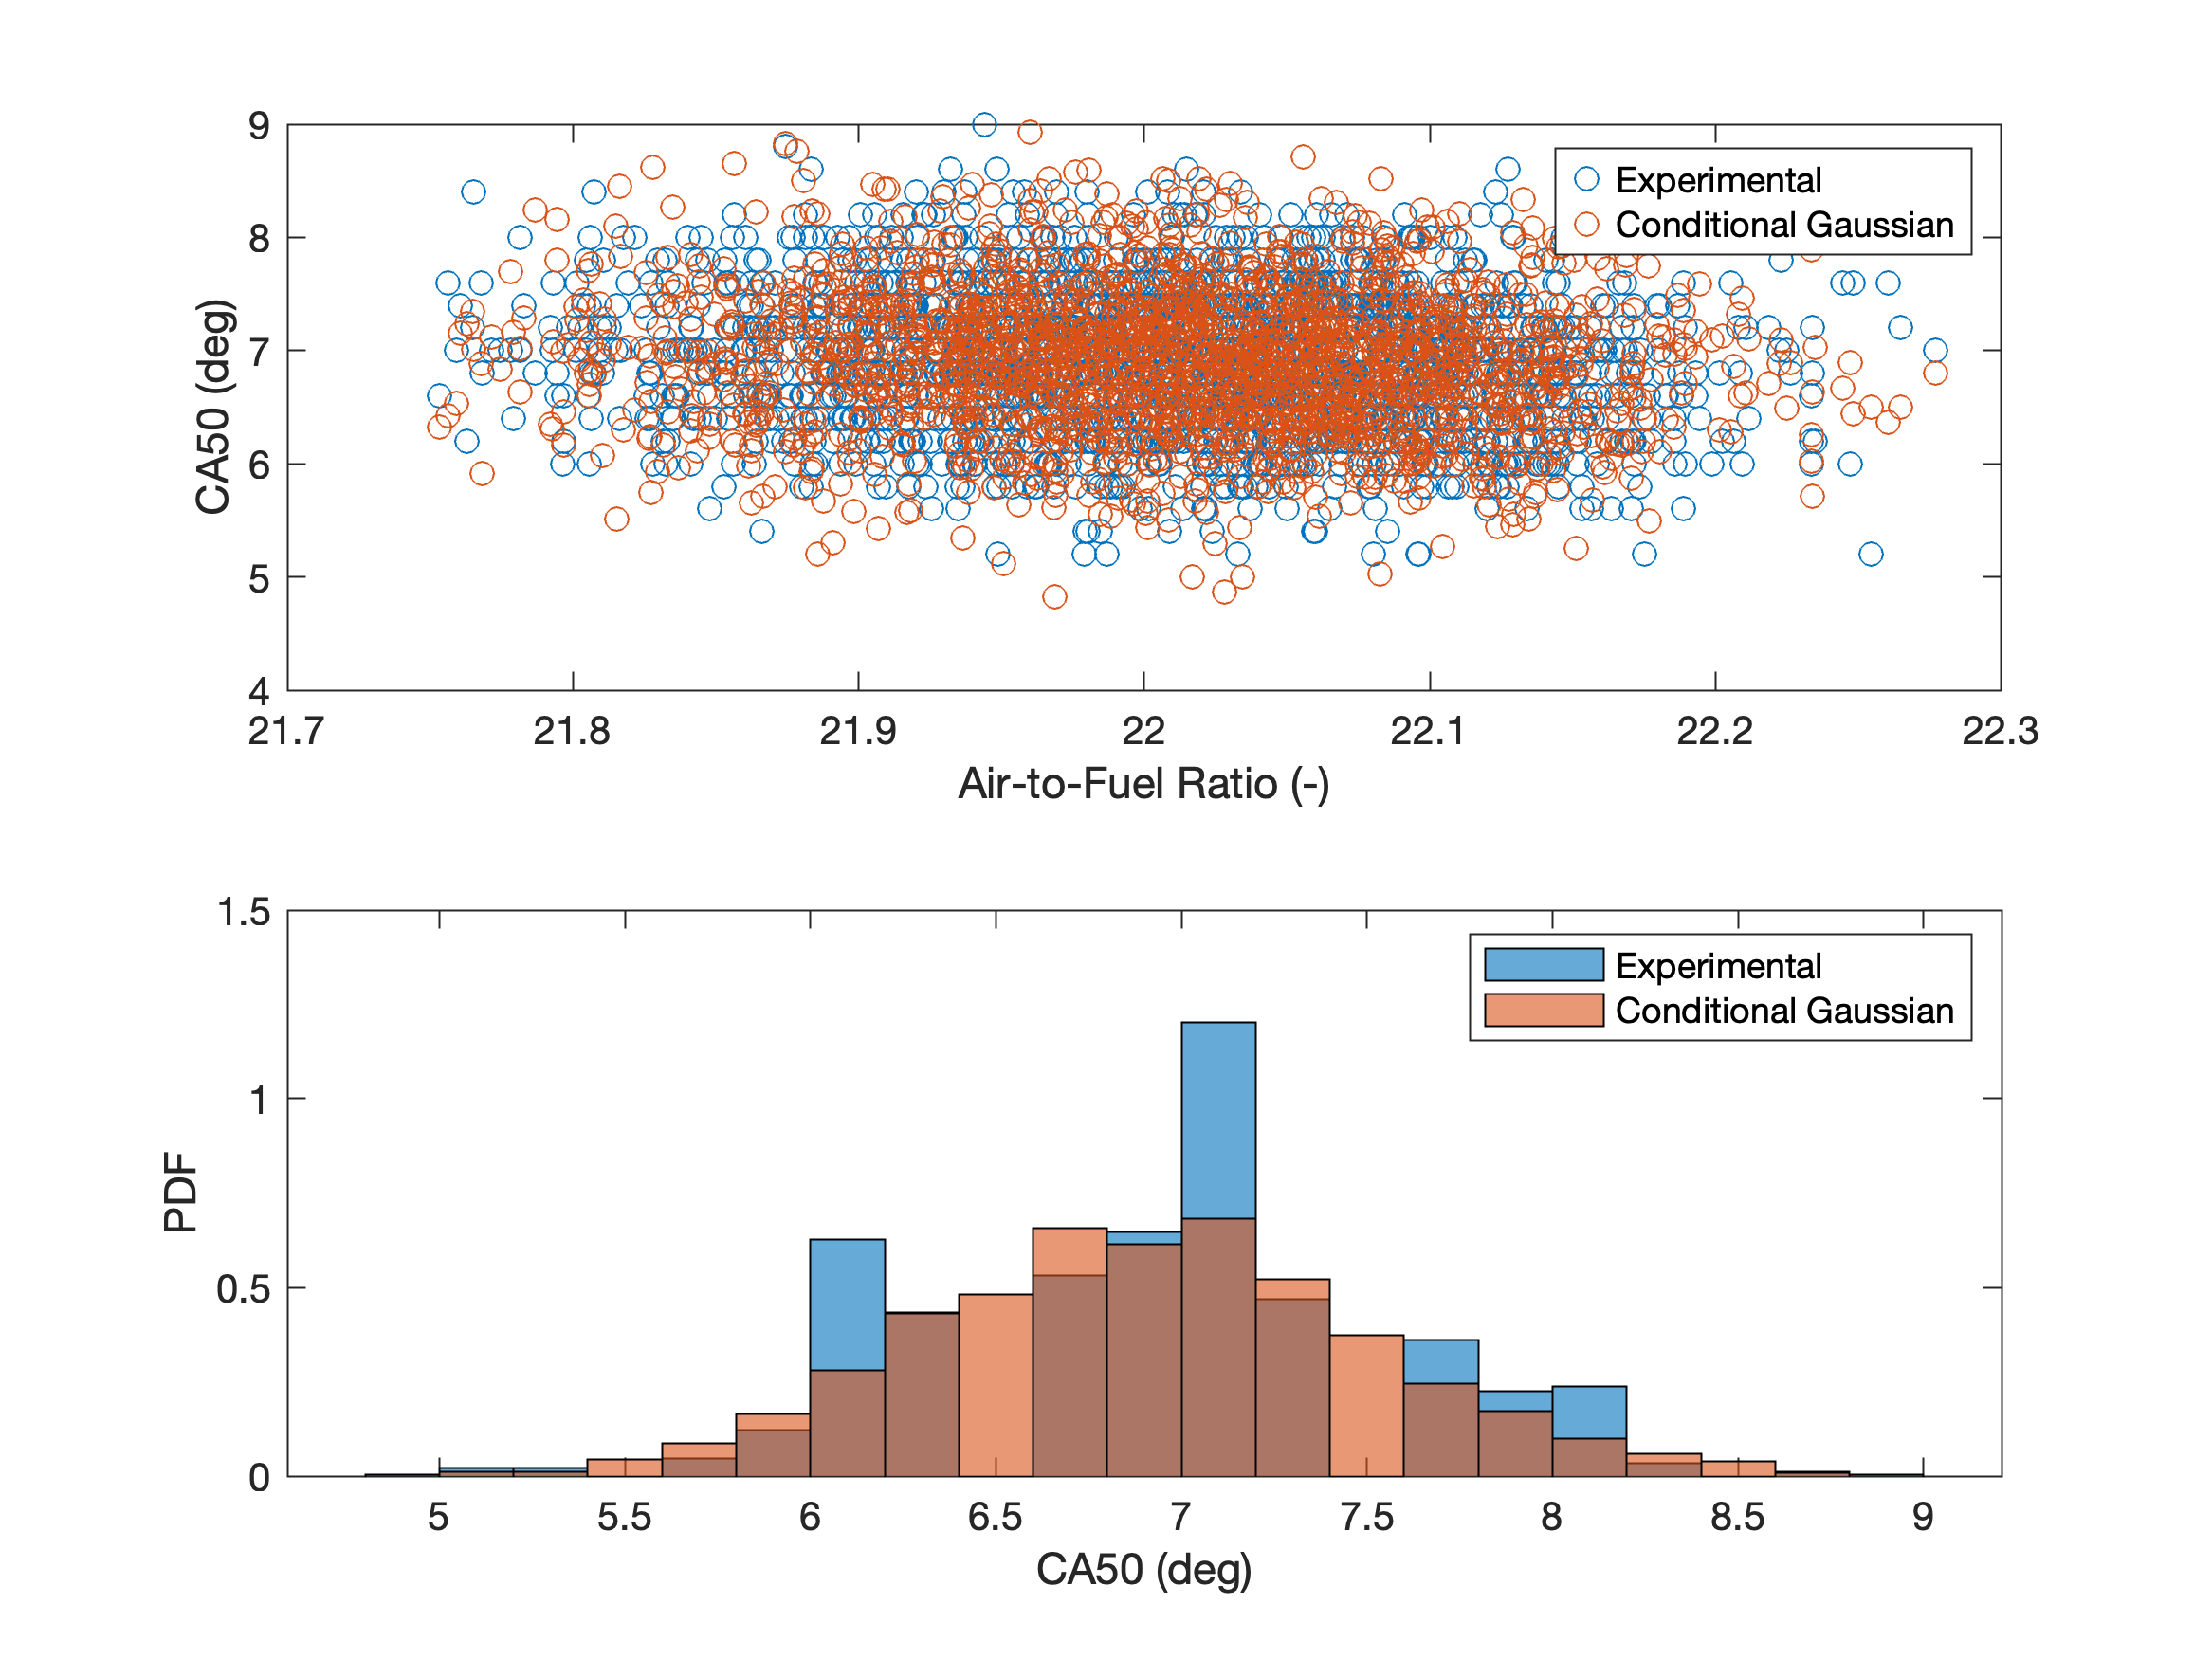 9
8
7
6
5
4
CA50 (deg)
21.7 21.8 21.9 22 22.1 22.2 22.3
Air-to-Fuel Ratio (-)
Experimental
Conditional Gaussian
1.5
1
0.5
0
PDF
5 5.5 6 6.5 7 7.5 8 8.5 9
CA50 (deg)
Experimental
Conditional Gaussian